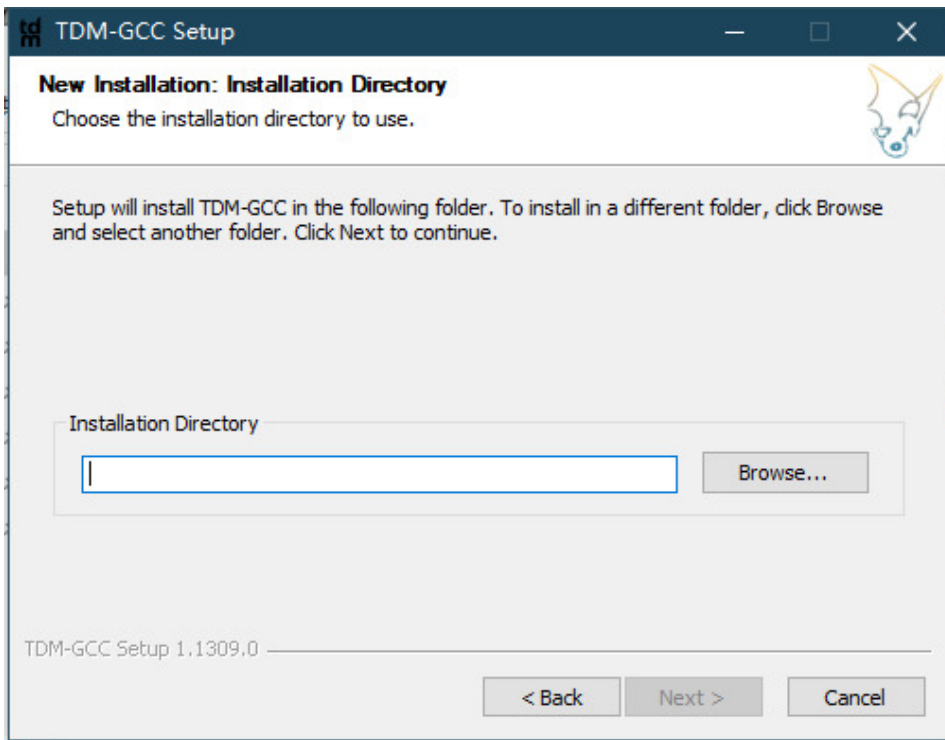 tdm TDM-GCC Setup
New Installation: Installation Directory
Choose the installation directory to use.
Setup will install TDM-GCC in the following folder. To install in a different folder, click Browse
and select another folder. Click Next to continue.
Installation Directory
Browse...
TDM-GCC Setup 1.1309.0
< Back Next > Cancel